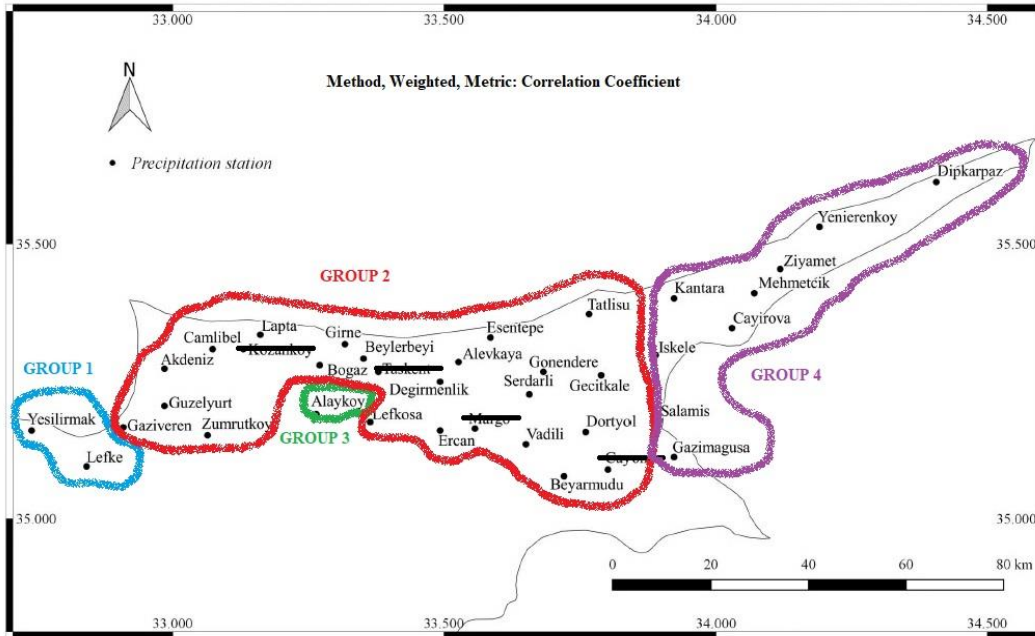 33.000 33.500 34.000 34.500
N
Method, Weighted, Metric: Correlation Coefficient
Precipitation station
Dipkarpaz
Yenierenkoy
35.500 35.500
GROUP 2
Ziyamet
Kantara
Mehmetcik
Tatlisu
Lapta
Girne
Esentepe
Cayirova
Camlibel
Kozankoy
Beylerbeyi
Iskele
GROUP 1
Akdeniz
Bogaz
Taskent
Alevkaya
Gonendere
GROUP 4
Degirmenlik
Serdarli
Gecitkale
Alaykoy
Yesilirmak
Guzelyurt
Lefkosa
Margo
Dortyol
Salamis
Gaziveren
Zumrutkoy
GROUP 3
Ercan
Vadili
Gazimagusa
Lefke
Beyarmudu
35.000 35.000
0 20 40 60 80 km
33.000 33.500 34.000 34.500